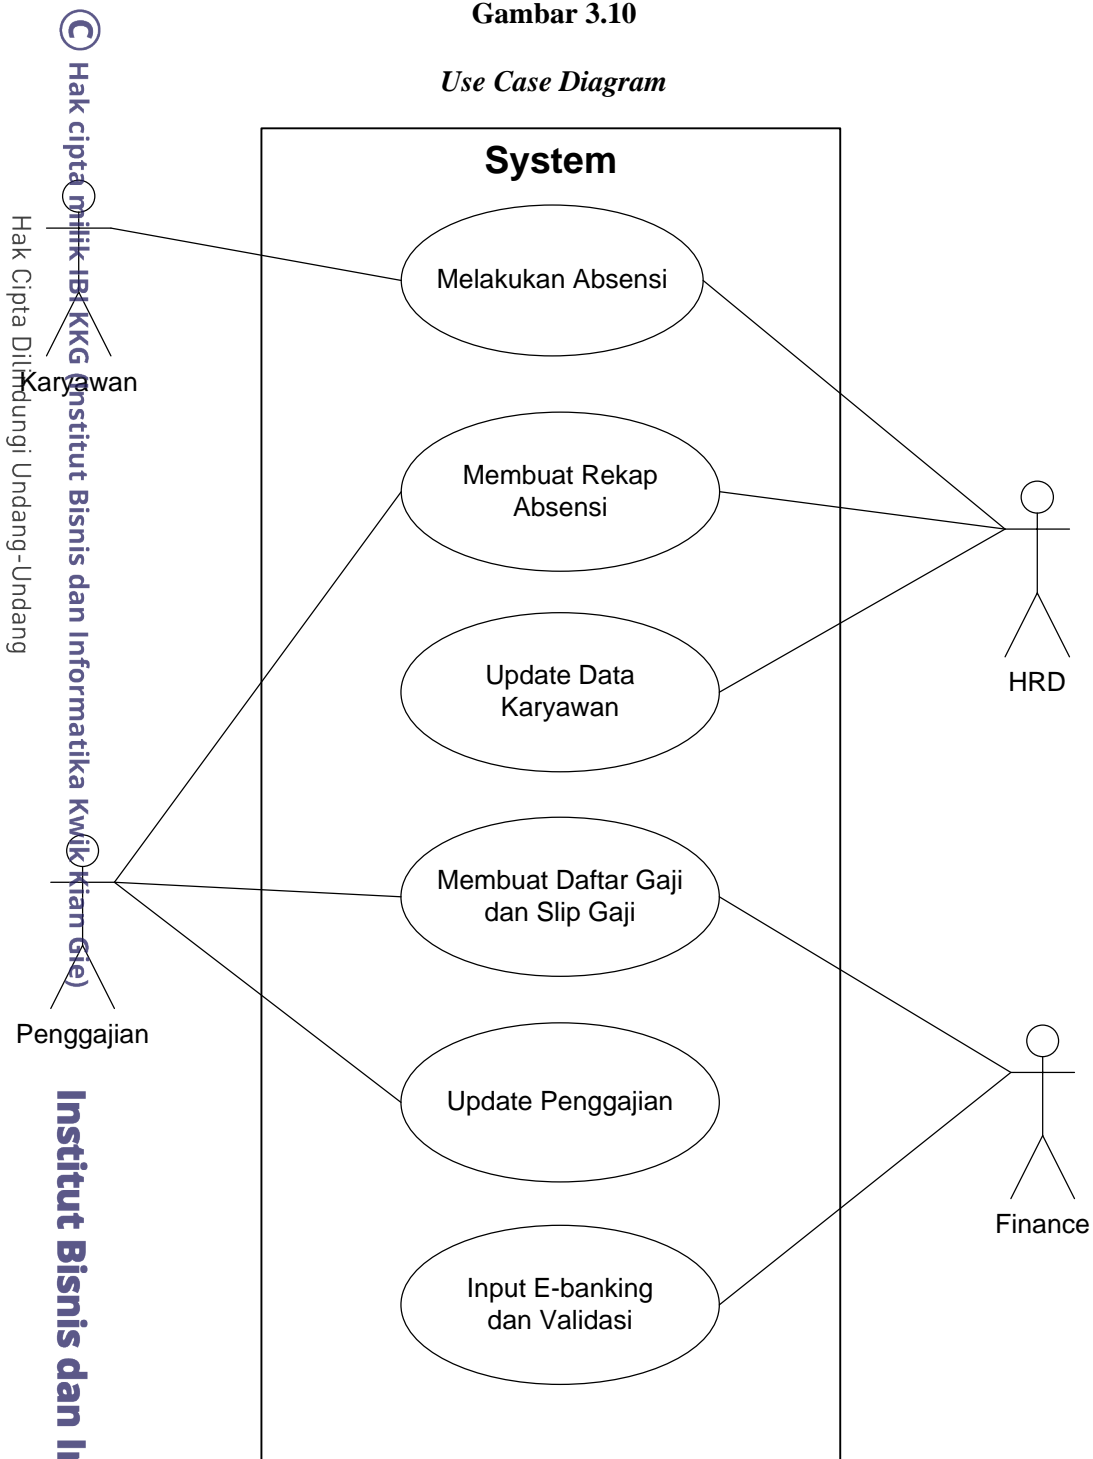 Gambar 3.10
Use Case Diagram
System
Melakukan Absensi
Karyawan
Membuat Rekap
Absensi
HRD
Update Data
Karyawan
Membuat Daftar Gaji
dan Slip Gaji
Penggajian
Update Penggajian
Finance
Input E-banking
dan Validasi
© Hak cipta milik IBI KKG (Institut Bisnis dan Informatika Kwik Kian Gie)
Hak Cipta Dilindungi Undang-Undang
Institut Bisnis dan